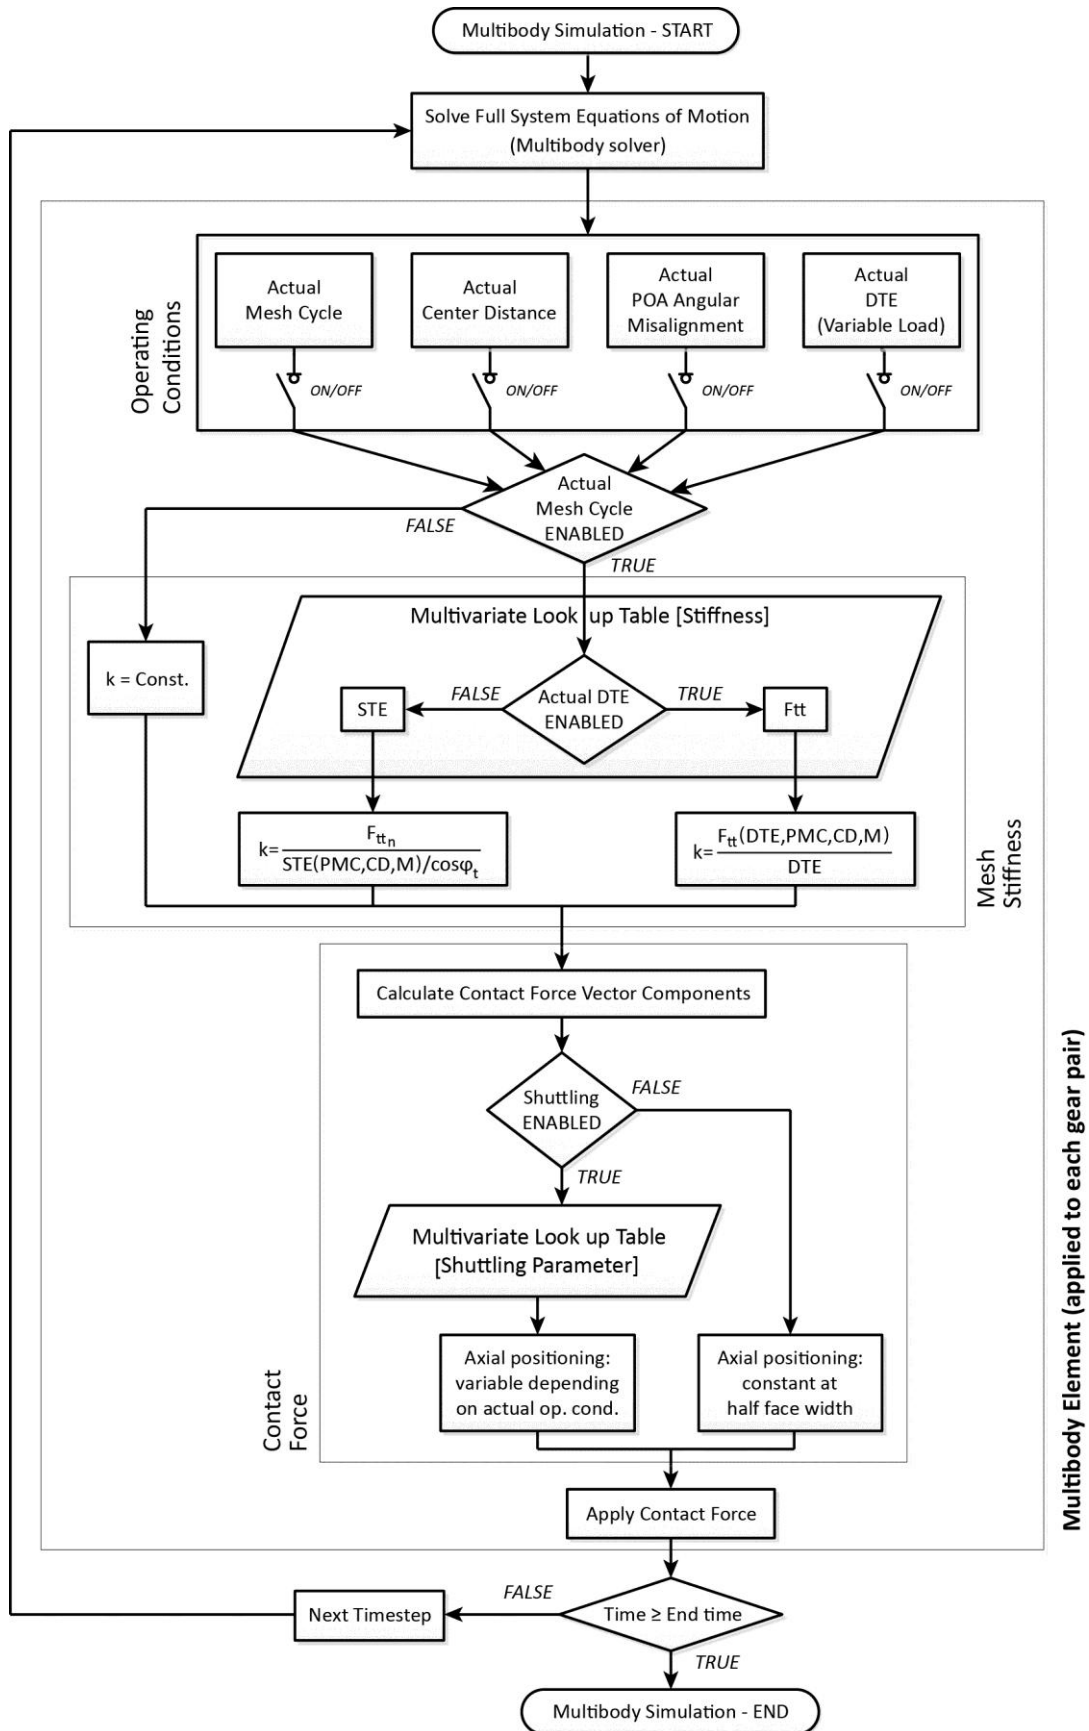 Multibody Simulation - START
Solve Full System Equations of Motion
(Multibody solver)
Operating
Conditions
Actual
Mesh Cycle
Actual
Center Distance
Actual
POA Angular
Misalignment
Actual
DTE
(Variable Load)
ON/OFF
ON/OFF
ON/OFF
ON/OFF
Actual
Mesh Cycle
ENABLED
FALSE
TRUE
Multivariate Look up Table [Stiffness]
k = Const.
STE
FALSE
Actual DTE
ENABLED
TRUE
Ftt
k=F_{tt_n}/(STE(PMC,CD,M)/cosφ_t)
k=F_{tt}(DTE,PMC,CD,M)/DTE
Mesh
Stiffness
Calculate Contact Force Vector Components
Shuttling
ENABLED
FALSE
TRUE
Multivariate Look up Table
[Shuttling Parameter]
Axial positioning:
variable depending
on actual op. cond.
Axial positioning:
constant at
half face width
Contact
Force
Apply Contact Force
Multibody Element (applied to each gear pair)
Time ≥ End time
FALSE
Next Timestep
TRUE
Multibody Simulation - END